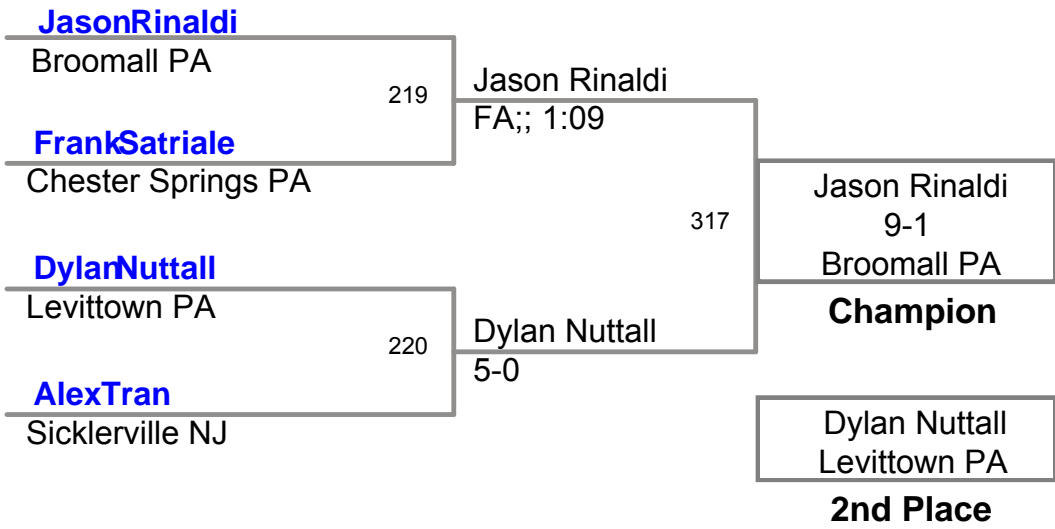 JasonRinaldi
Broomall PA
219
Jason Rinaldi
FA;; 1:09
FrankSatriale
Chester Springs PA
317
Jason Rinaldi
9-1
Broomall PA
Champion
DylanNuttall
Levittown PA
220
Dylan Nuttall
5-0
AlexTran
Sicklerville NJ
Dylan Nuttall
Levittown PA
2nd Place